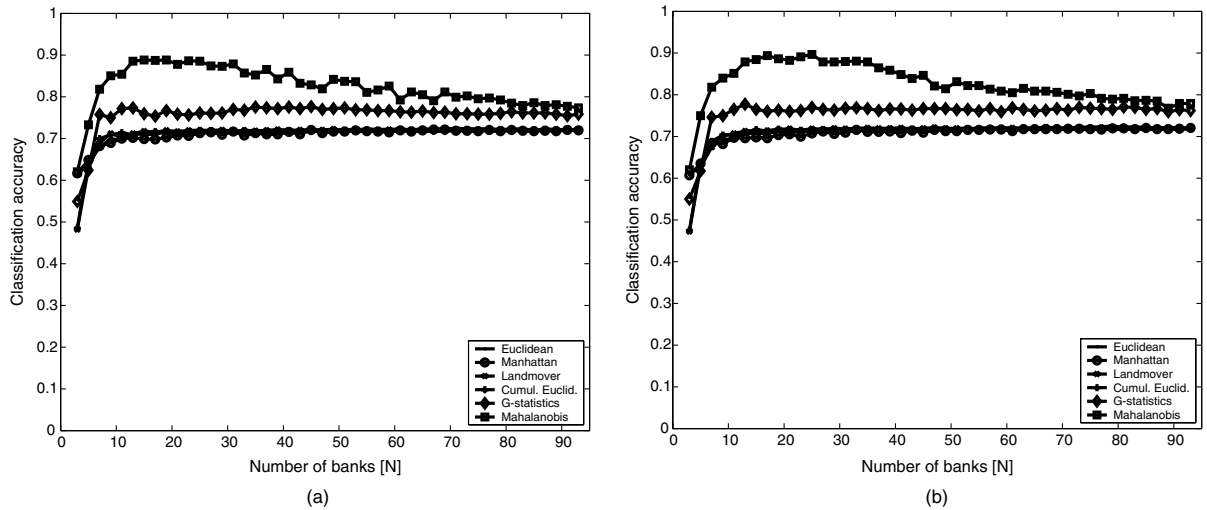 1
0.9
0.8
0.7
0.6
0.5
0.4
0.3
0.2
0.1
0
Classification accuracy
Euclidean
Manhattan
Landmover
Cumul. Euclid.
G-statistics
Mahalanobis
0 10 20 30 40 50 60 70 80 90
Number of banks [N]
(a)
1
0.9
0.8
0.7
0.6
0.5
0.4
0.3
0.2
0.1
0
Classification accuracy
Euclidean
Manhattan
Landmover
Cumul. Euclid.
G-statistics
Mahalanobis
0 10 20 30 40 50 60 70 80 90
Number of banks [N]
(b)